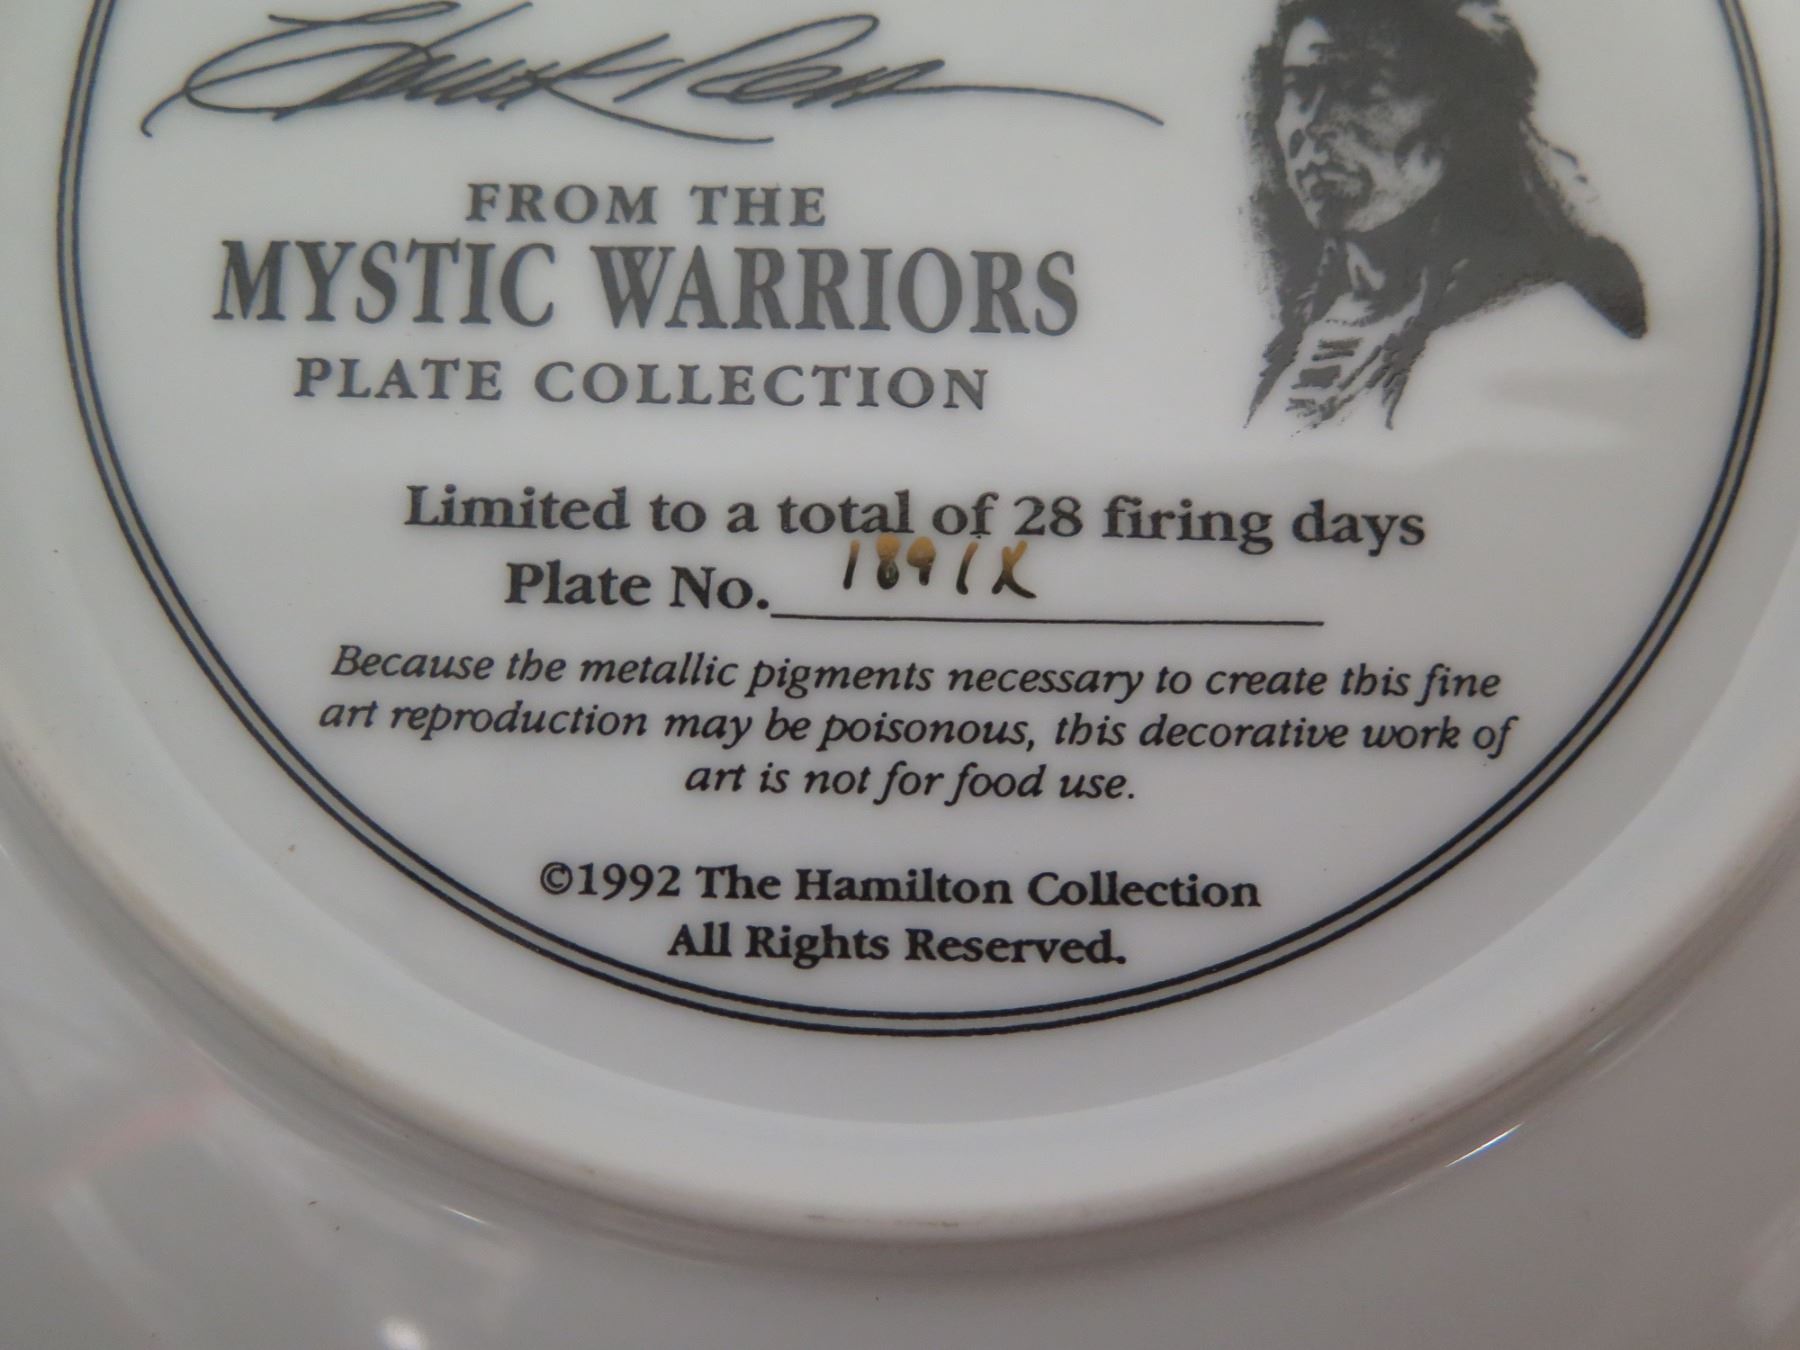 Chuck Ren
FROM THE
MYSTIC WARRIORS
PLATE COLLECTION
Limited to a total of 28 firing days
Plate No. 1891X
Because the metallic pigments necessary to create this fine
art reproduction may be poisonous, this decorative work of
art is not for food use.
©1992 The Hamilton Collection
All Rights Reserved.